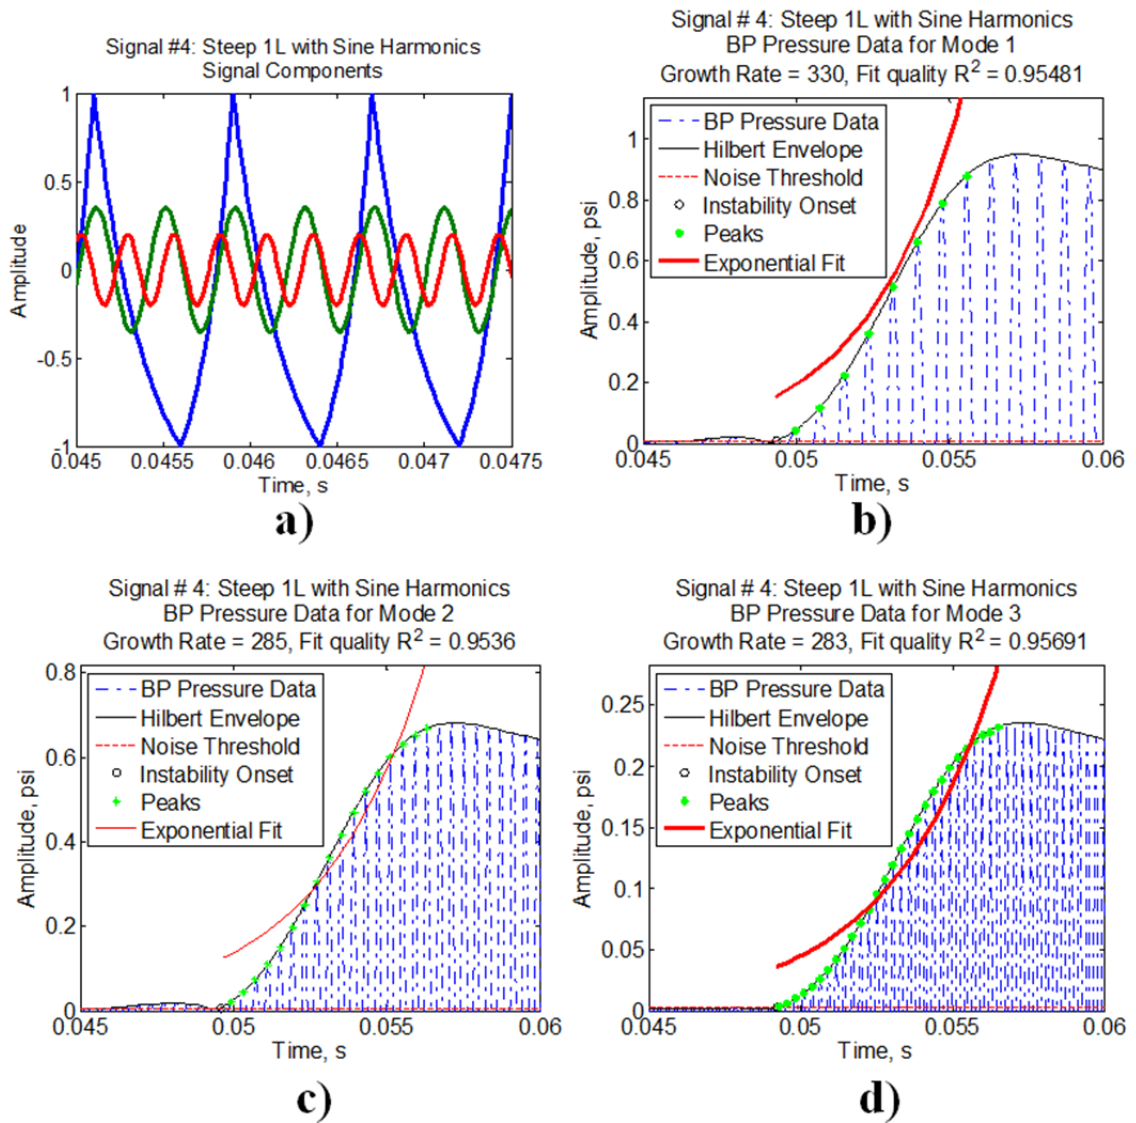 Signal #4: Steep 1L with Sine Harmonics
Signal Components
1
0.5
0
-0.5
-1
Amplitude
0.045 0.0455 0.046 0.0465 0.047 0.0475
Time, s
a)
Signal # 4: Steep 1L with Sine Harmonics
BP Pressure Data for Mode 1
Growth Rate = 330, Fit quality R² = 0.95481
BP Pressure Data
Hilbert Envelope
Noise Threshold
Instability Onset
Peaks
Exponential Fit
1
0.8
0.6
0.4
0.2
0
Amplitude, psi
0.045 0.05 0.055 0.06
Time, s
b)
Signal # 4: Steep 1L with Sine Harmonics
BP Pressure Data for Mode 2
Growth Rate = 285, Fit quality R² = 0.9536
BP Pressure Data
Hilbert Envelope
Noise Threshold
Instability Onset
Peaks
Exponential Fit
0.8
0.6
0.4
0.2
0
Amplitude, psi
0.045 0.05 0.055 0.06
Time, s
c)
Signal # 4: Steep 1L with Sine Harmonics
BP Pressure Data for Mode 3
Growth Rate = 283, Fit quality R² = 0.95691
BP Pressure Data
Hilbert Envelope
Noise Threshold
Instability Onset
Peaks
Exponential Fit
0.25
0.2
0.15
0.1
0.05
0
Amplitude, psi
0.045 0.05 0.055 0.06
Time, s
d)